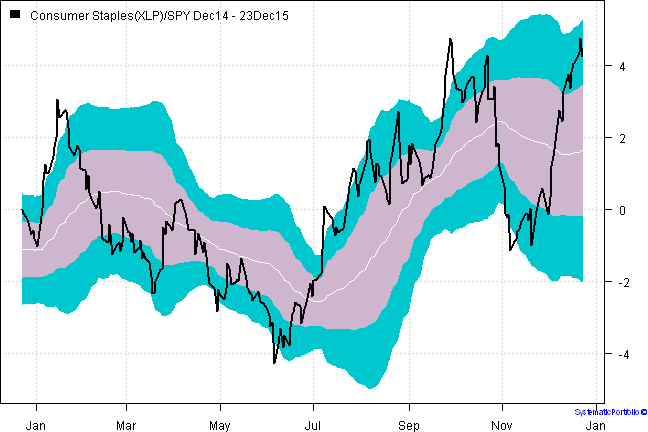 Consumer Staples(XLP)/SPY Dec14 - 23Dec15
4
2
0
-2
-4
SystematicPortfolio ©
Jan Mar May Jul Sep Nov Jan